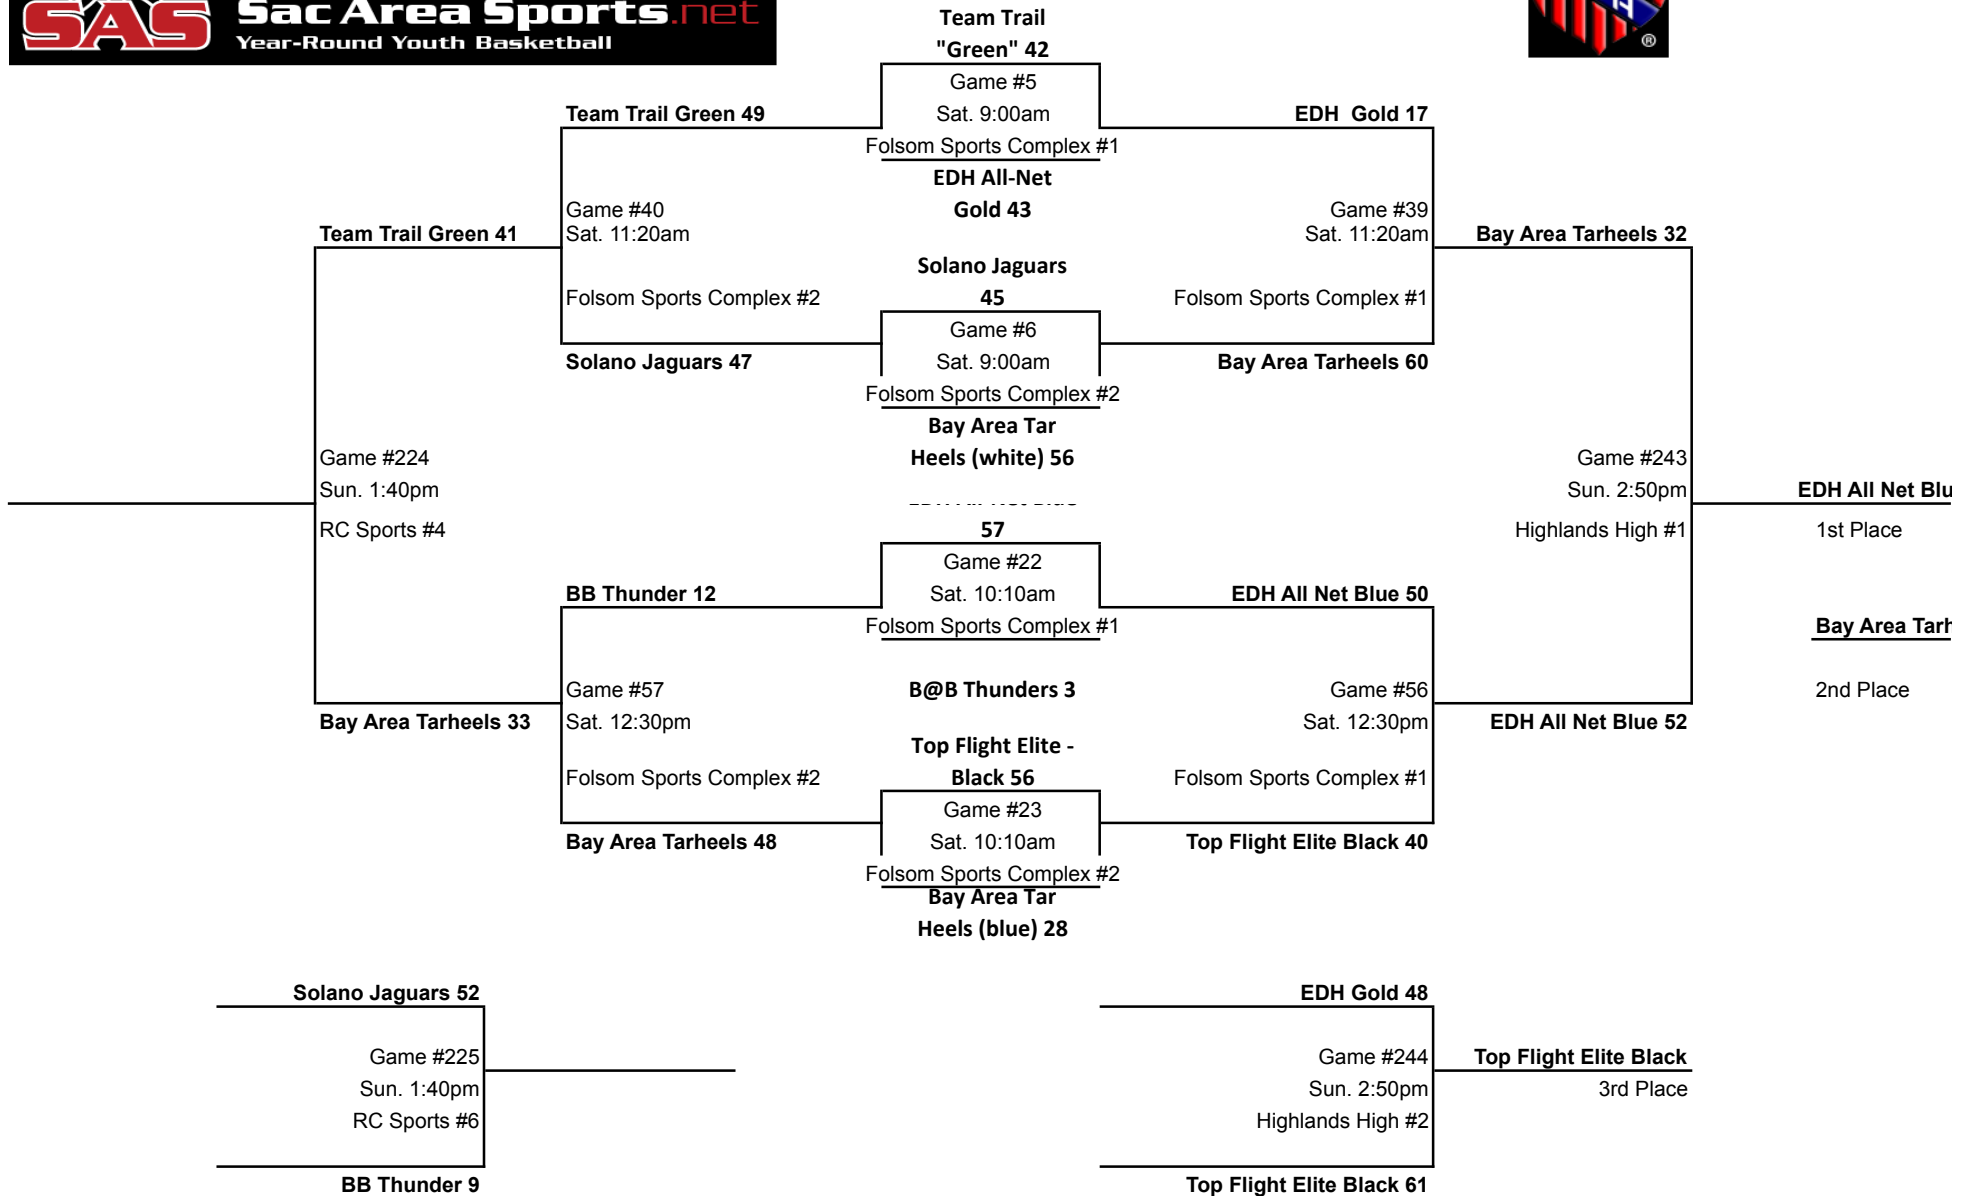 SAS
Sac Area Sports.net
Year-Round Youth Basketball
®
Team Trail
"Green" 42
Game #5
Sat. 9:00am
Folsom Sports Complex #1
EDH All-Net
Gold 43
Team Trail Green 49
EDH  Gold 17
Game #40
Sat. 11:20am
Folsom Sports Complex #2
Game #39
Sat. 11:20am
Folsom Sports Complex #1
Team Trail Green 41
Bay Area Tarheels 32
Solano Jaguars
45
Game #6
Sat. 9:00am
Folsom Sports Complex #2
Bay Area Tar
Heels (white) 56
Solano Jaguars 47
Bay Area Tarheels 60
Game #224
Sun. 1:40pm
RC Sports #4
Game #243
Sun. 2:50pm
Highlands High #1
EDH All Net Blu
1st Place
57
Game #22
Sat. 10:10am
Folsom Sports Complex #1
B@B Thunders 3
BB Thunder 12
EDH All Net Blue 50
Bay Area Tarh
2nd Place
Game #57
Sat. 12:30pm
Folsom Sports Complex #2
Game #56
Sat. 12:30pm
Folsom Sports Complex #1
Bay Area Tarheels 33
EDH All Net Blue 52
Top Flight Elite -
Black 56
Game #23
Sat. 10:10am
Folsom Sports Complex #2
Bay Area Tar
Heels (blue) 28
Bay Area Tarheels 48
Top Flight Elite Black 40
Solano Jaguars 52
Game #225
Sun. 1:40pm
RC Sports #6
BB Thunder 9
EDH Gold 48
Game #244
Sun. 2:50pm
Highlands High #2
Top Flight Elite Black 61
Top Flight Elite Black
3rd Place